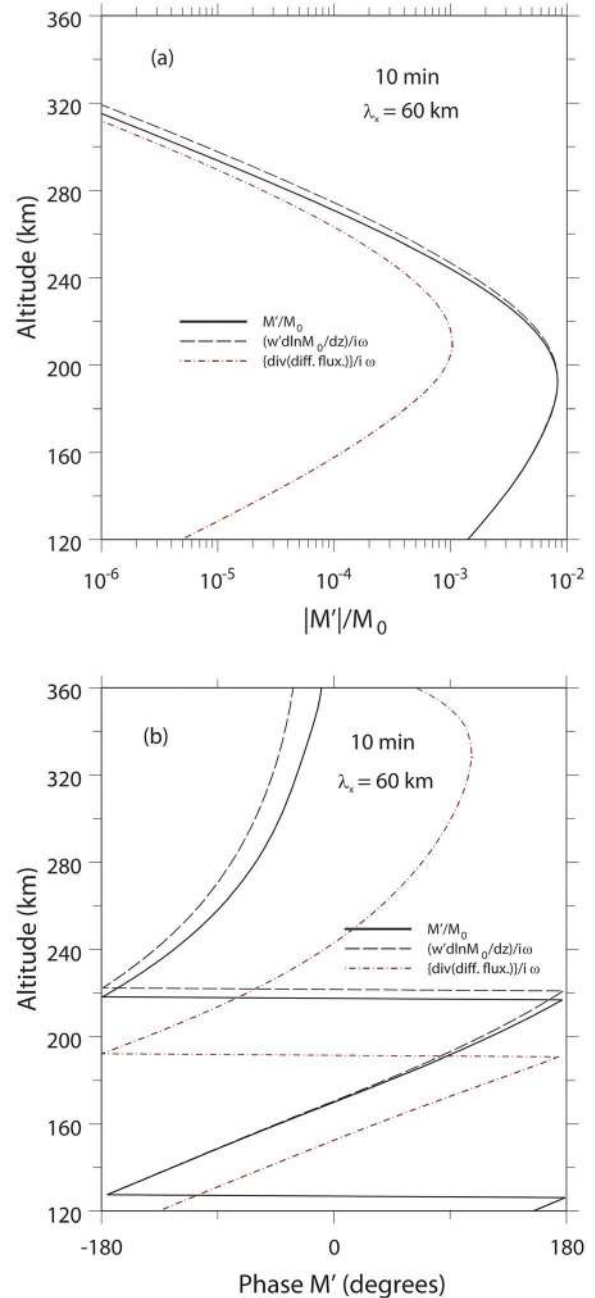 (a)
10 min
λx = 60 km
360
320
280
240
200
160
120
Altitude (km)
M'/M0
(w'dlnM0/dz)/iω
{div(diff. flux.)}/i ω
10-6
10-5
10-4
10-3
10-2
|M'|/M0
(b)
10 min
λx = 60 km
360
320
280
240
200
160
120
Altitude (km)
M'/M0
(w'dlnM0/dz)/iω
{div(diff. flux.)}/i ω
-180
0
180
Phase M' (degrees)